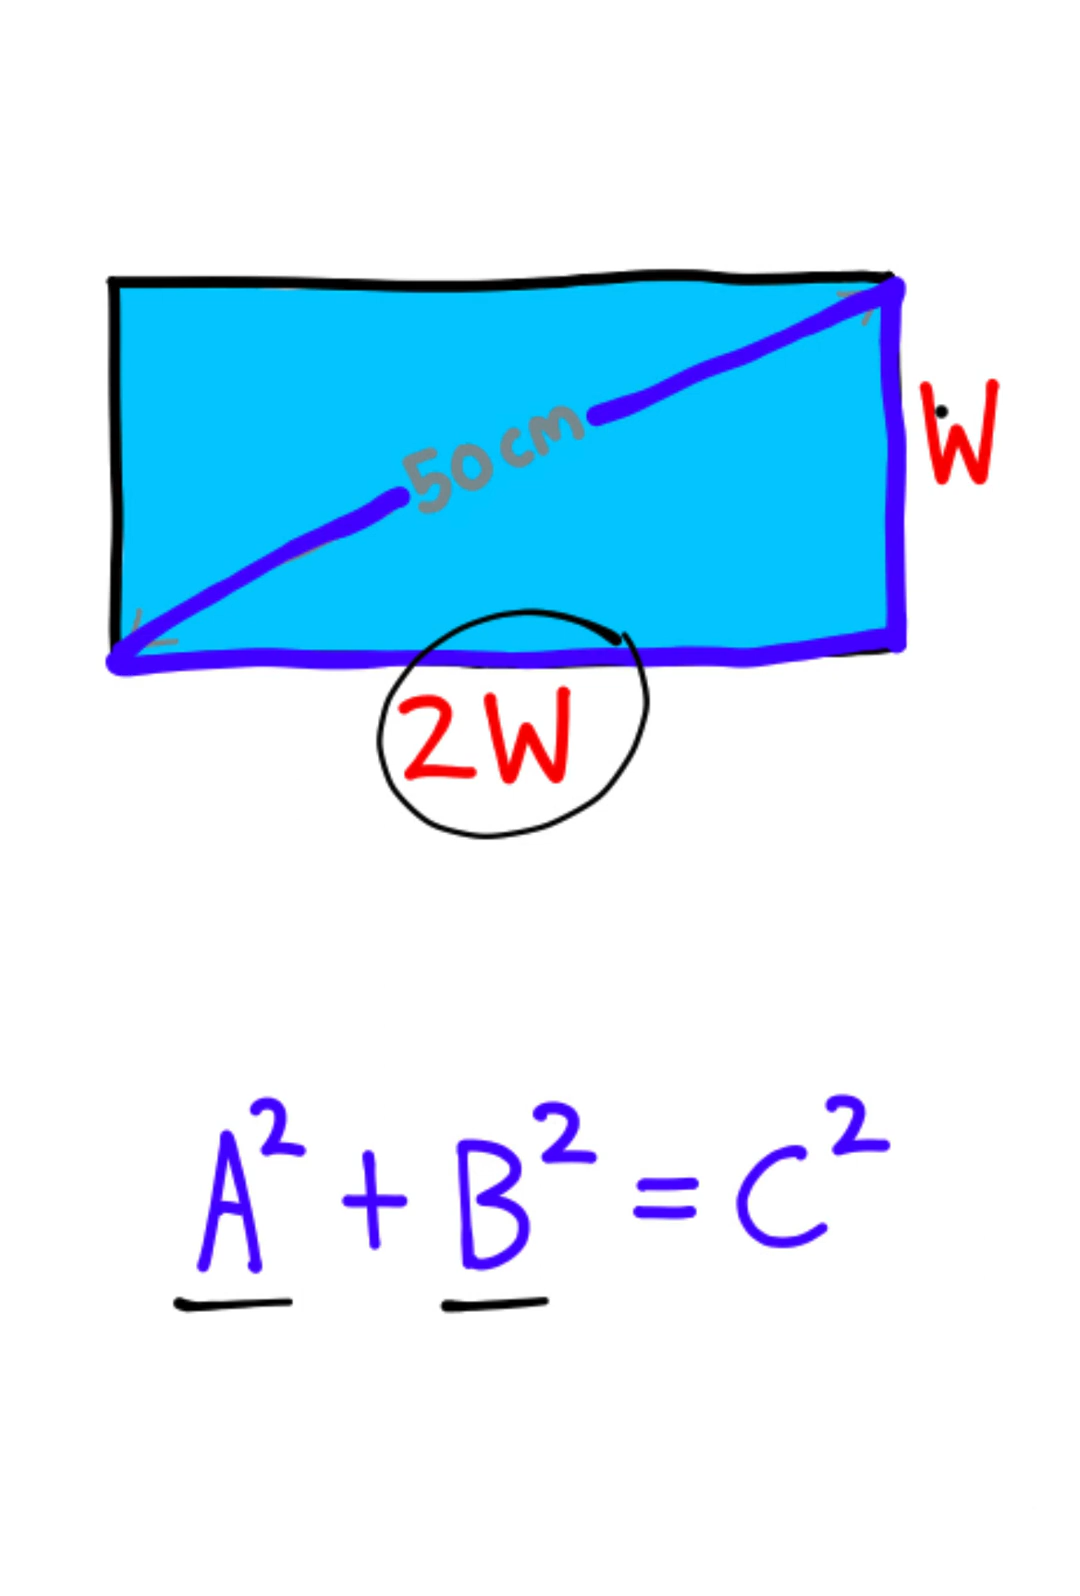 50cm
W
2W
A² + B² = C²